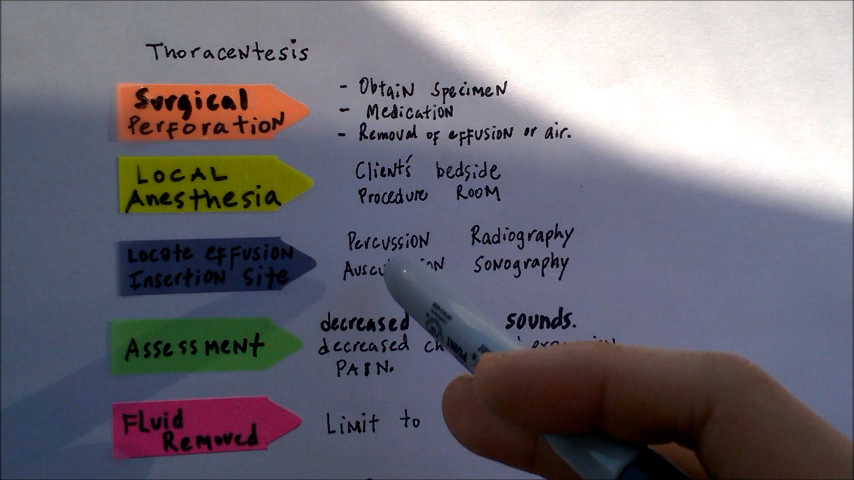 Thoracentesis
Surgical
Perforation
- Obtain specimen
- Medication
- Removal of effusion or air.
Local
Anesthesia
Client's bedside
Procedure Room
Locate effusion
Insertion Site
Percussion Radiography
Sonography
Assessment
decreased sounds.
decreased
PAIN.
Fluid
Removed
Limit to